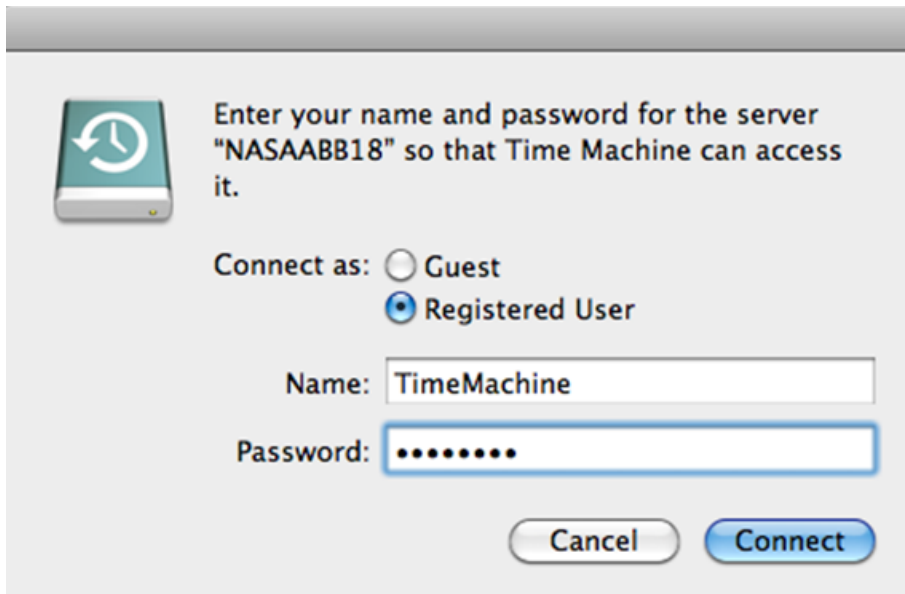 Enter your name and password for the server
“NASAABB18” so that Time Machine can access
it.
Connect as: Guest
Registered User
Name: TimeMachine
Password: ••••••••
Cancel Connect